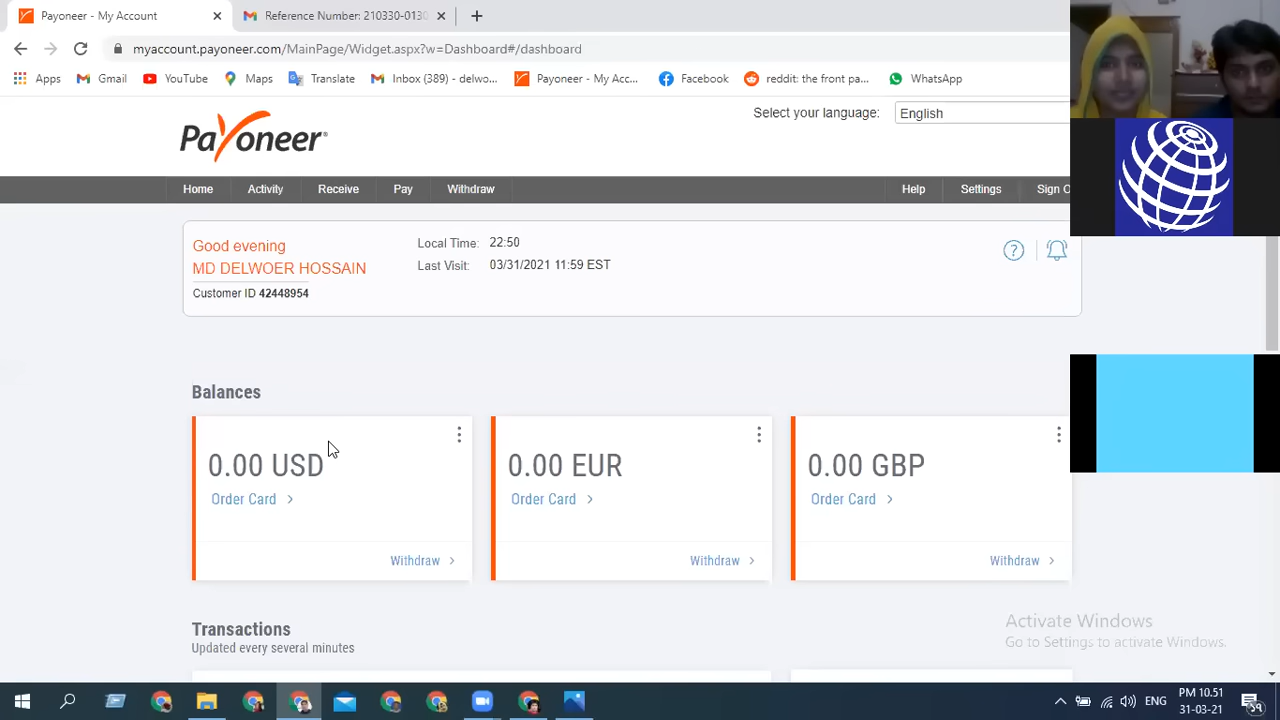 Payoneer - My Account
Reference Number: 210330-0130
myaccount.payoneer.com/MainPage/Widget.aspx?w=Dashboard#/dashboard
Apps Gmail YouTube Maps Translate Inbox (389) - delwo... Payoneer - My Acc... Facebook reddit: the front pa... WhatsApp
Select your language: English
Payoneer
Home Activity Receive Pay Withdraw Help Settings Sign O
Good evening
MD DELWOER HOSSAIN
Customer ID 42448954
Local Time: 22:50
Last Visit: 03/31/2021 11:59 EST
Balances
0.00 USD 0.00 EUR 0.00 GBP
Order Card Order Card Order Card
Withdraw Withdraw Withdraw
Transactions
Updated every several minutes
Activate Windows
Go to Settings to activate Windows.
ENG
PM 10.51
31-03-21